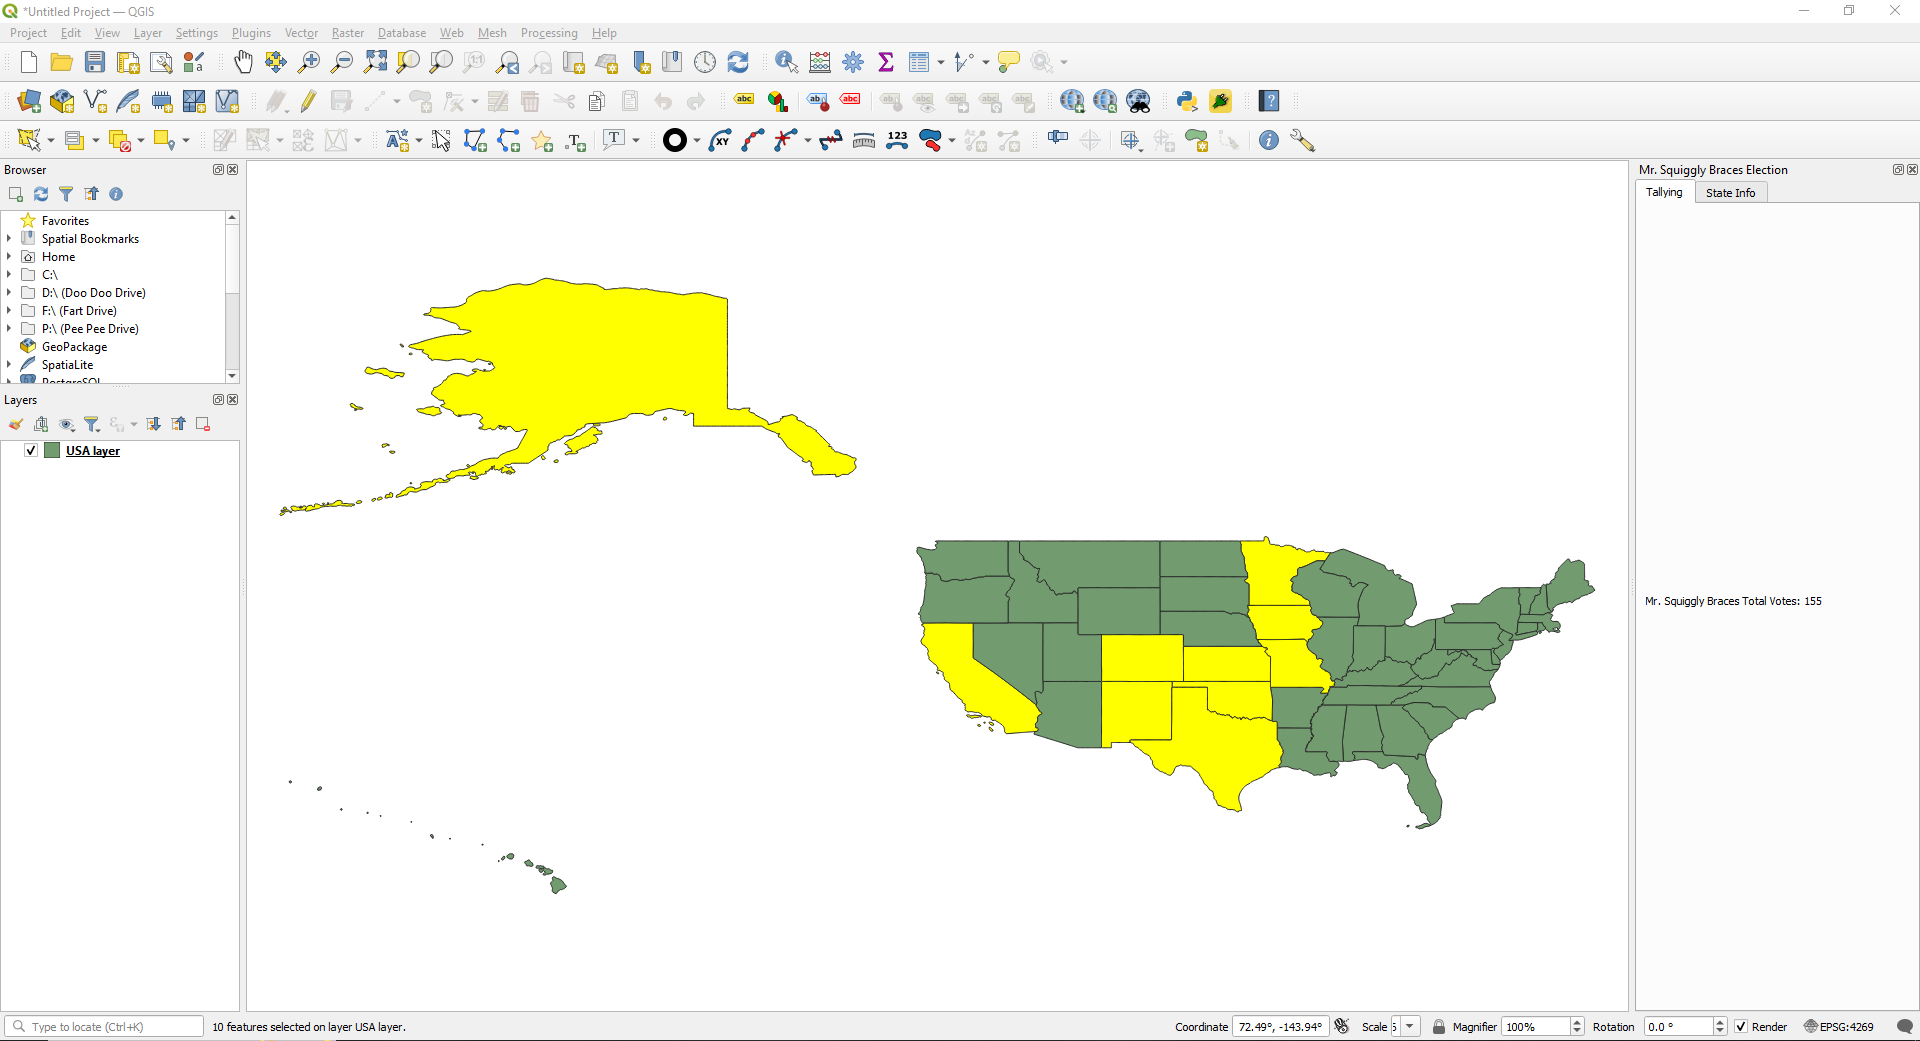 *Untitled Project — QGIS
Project Edit View Layer Settings Plugins Vector Raster Database Web Mesh Processing Help
Browser
Favorites
Spatial Bookmarks
Home
C:\
D:\ (Doo Doo Drive)
F:\ (Fart Drive)
P:\ (Pee Pee Drive)
GeoPackage
SpatiaLite
PostgreSQL
Layers
USA layer
Mr. Squiggly Braces Election
Tallying State Info
Mr. Squiggly Braces Total Votes: 155
Type to locate (Ctrl+K) 10 features selected on layer USA layer. Coordinate 72.49°, -143.94° Scale Magnifier 100% Rotation 0.0 ° Render EPSG:4269